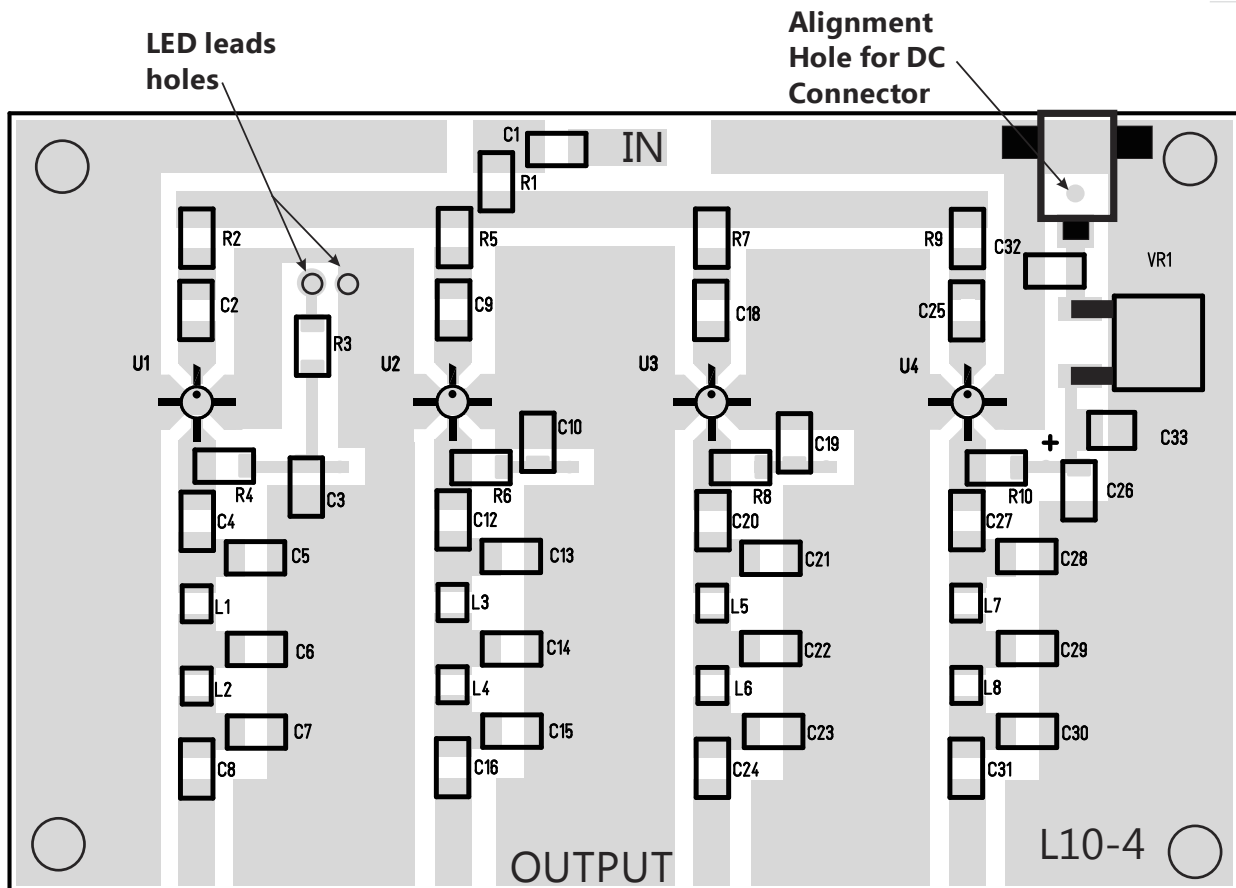 LED leads
holes
Alignment
Hole for DC
Connector
C1
IN
R1
R2
R5
R7
R9
C32
VR1
C2
C9
C18
C25
R3
U1
U2
U3
U4
C10
C19
+
C33
R4
C3
R6
R8
R10
C26
C4
C12
C20
C27
C5
C13
C21
C28
L1
L3
L5
L7
C6
C14
C22
C29
L2
L4
L6
L8
C7
C15
C23
C30
C8
C16
C24
C31
OUTPUT
L10-4